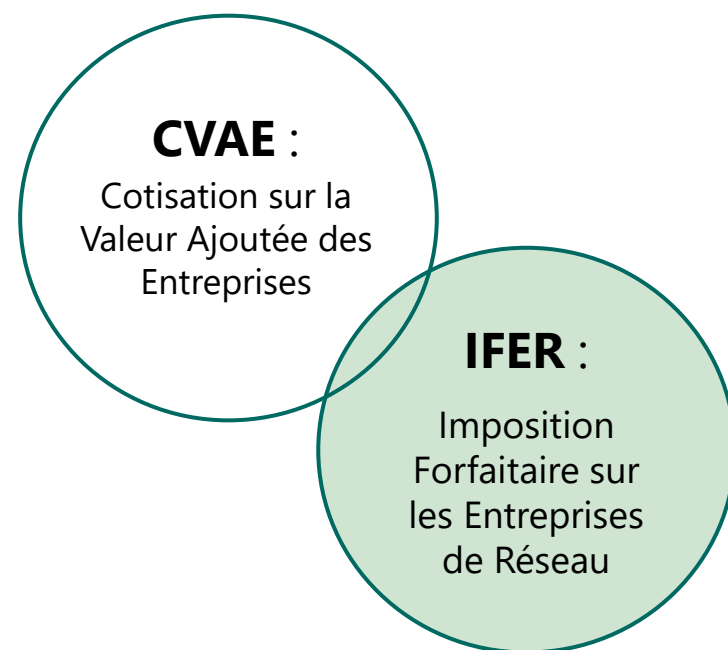 CVAE :
Cotisation sur la
Valeur Ajoutée des
Entreprises
IFER :
Imposition
Forfaitaire sur
les Entreprises
de Réseau